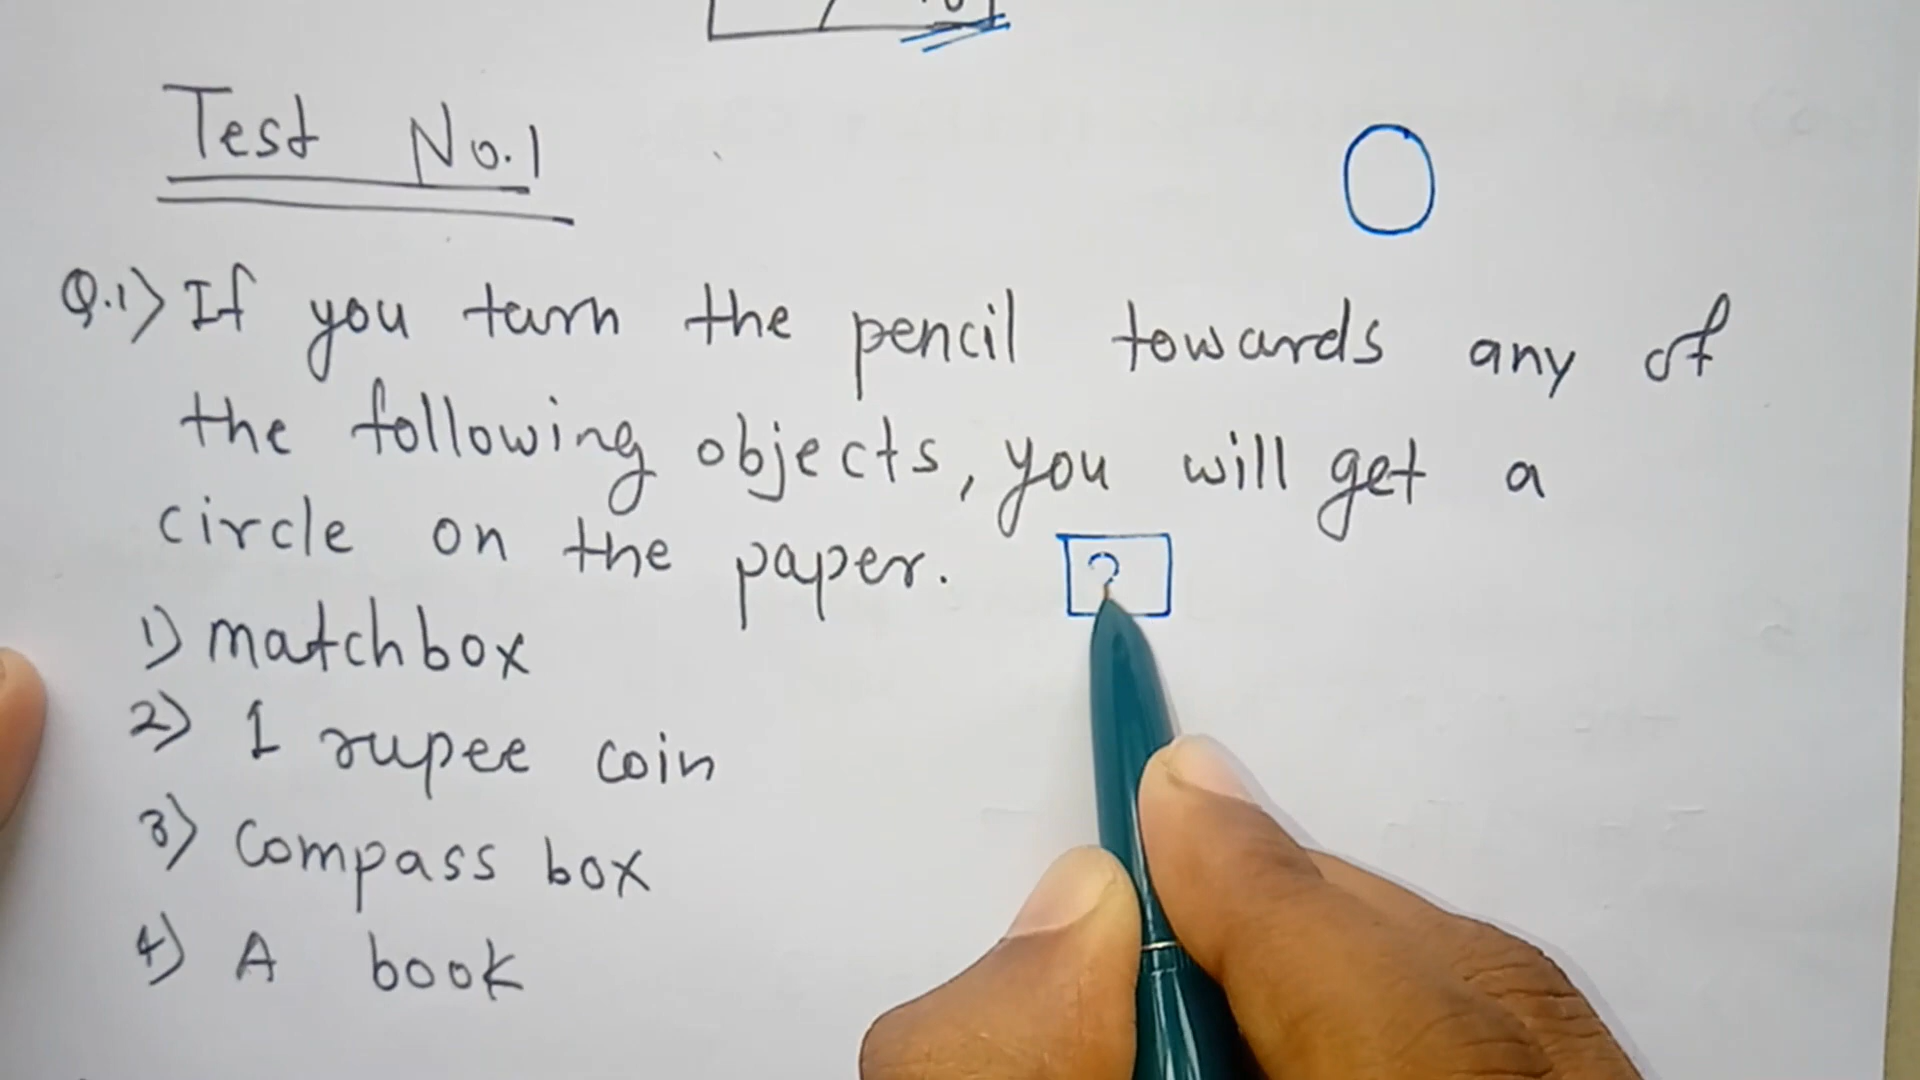 Test No.1
Q.1) If you turn the pencil towards any of
the following objects, you will get a
circle on the paper. ?
1) matchbox
2) 1 rupee coin
3) Compass box
4) A book